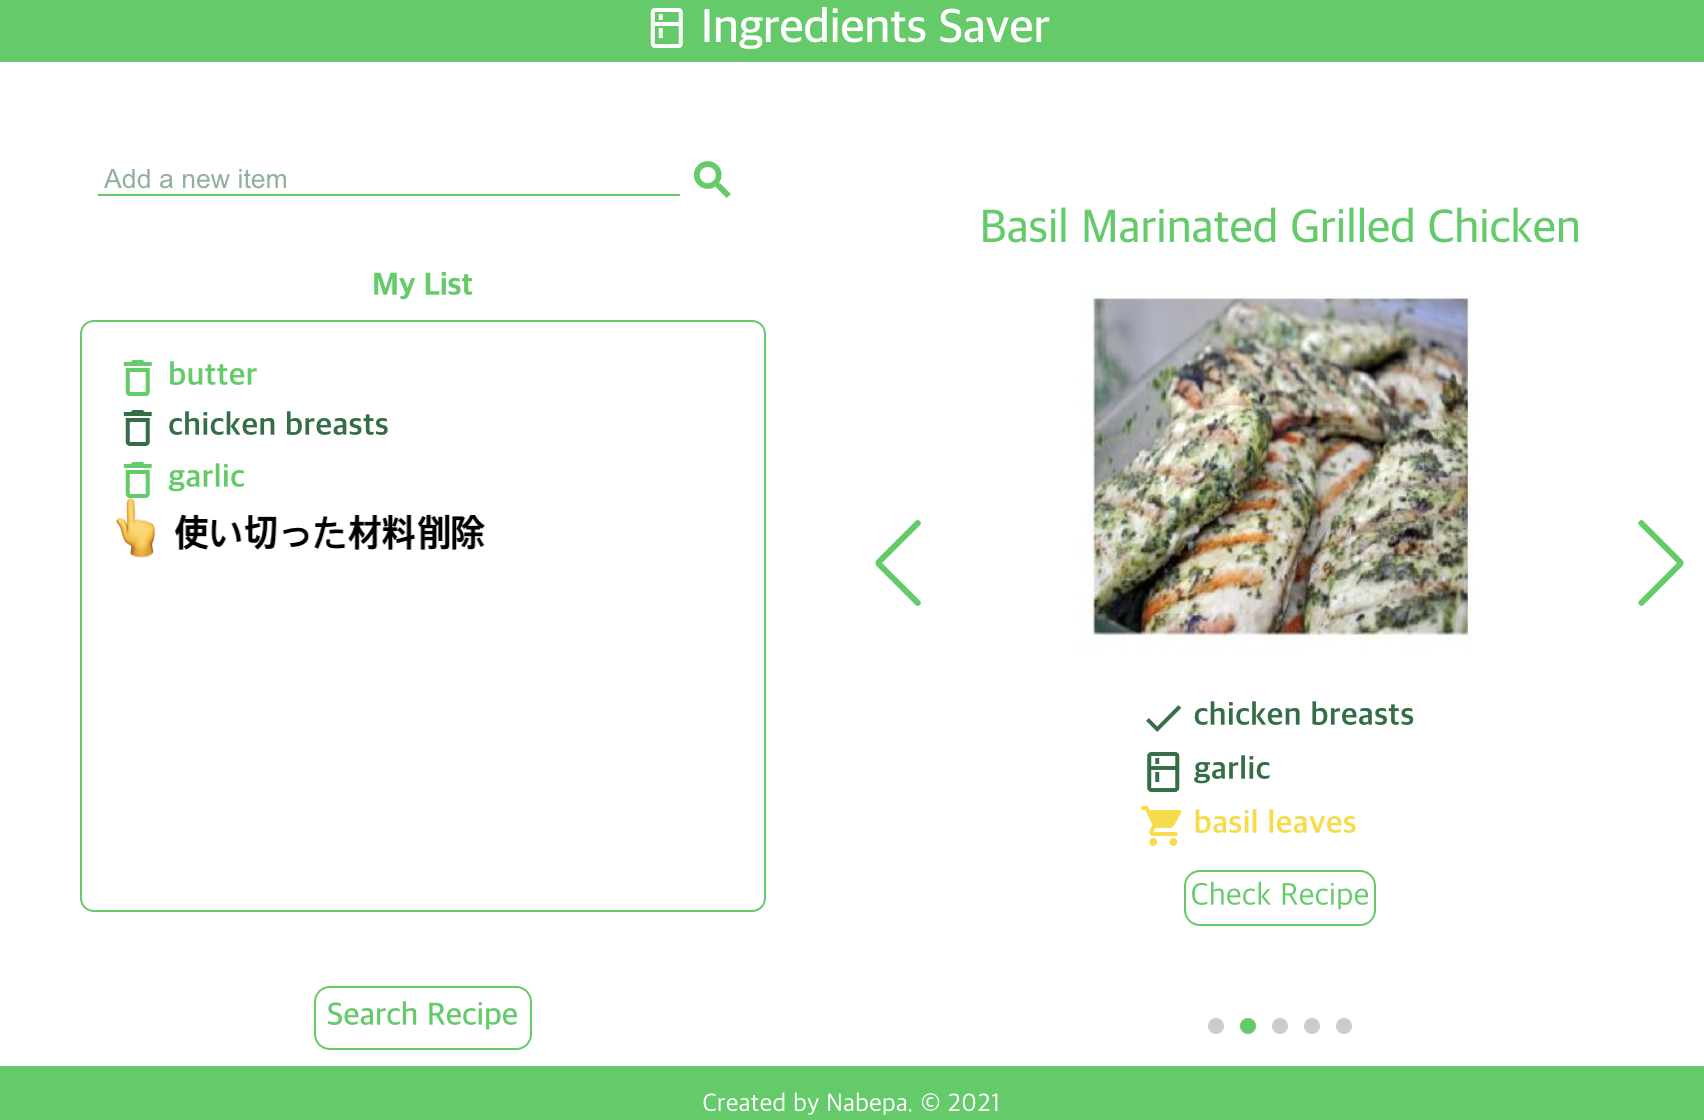 Ingredients Saver
Add a new item
My List
butter
chicken breasts
garlic
使い切った材料削除
Search Recipe
Basil Marinated Grilled Chicken
chicken breasts
garlic
basil leaves
Check Recipe
Created by Nabepa. © 2021